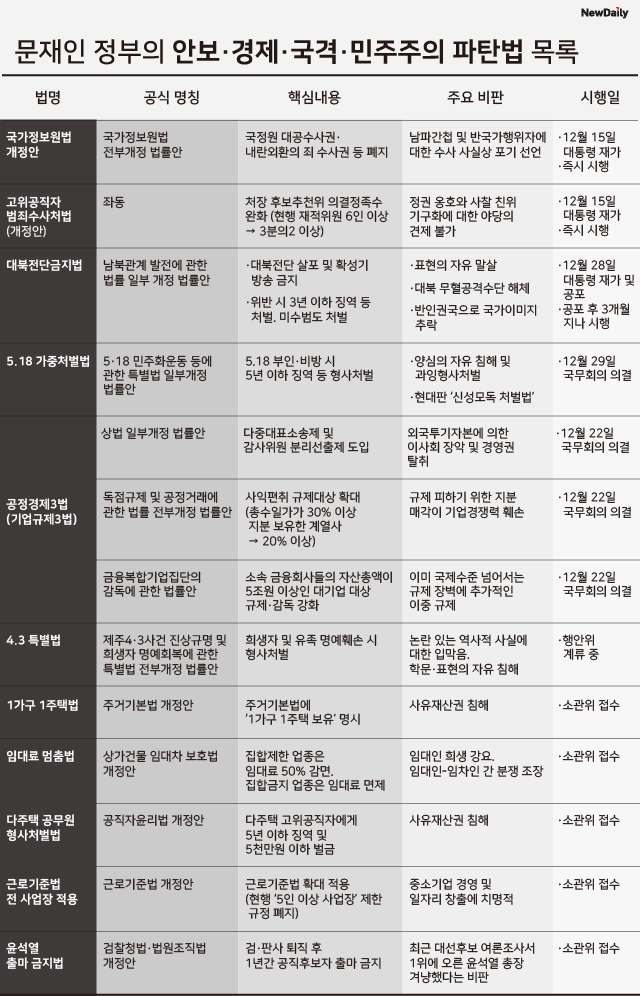 NewDaily
문재인 정부의 안보·경제·국격·민주주의 파탄법 목록
법명 공식 명칭 핵심내용 주요 비판 시행일
국가정보원법
개정안
국가정보원법
전부개정 법률안
국정원 대공수사권·
내란외환의 죄 수사권 등 폐지
남파간첩 및 반국가행위자에
대한 수사 사실상 포기 선언
·12월 15일
대통령 재가
·즉시 시행
고위공직자
범죄수사처법
(개정안)
좌동
처장 후보추천위 의결정족수
완화 (현행 재적위원 6인 이상
→ 3분의2 이상)
정권 옹호와 사찰 친위
기구화에 대한 야당의
견제 불가
·12월 15일
대통령 재가
·즉시 시행
대북전단금지법
남북관계 발전에 관한
법률 일부 개정 법률안
·대북전단 살포 및 확성기
방송 금지
·위반 시 3년 이하 징역 등
처벌. 미수범도 처벌
·표현의 자유 말살
·대북 무혈공격수단 해체
·반인권국으로 국가이미지
추락
·12월 28일
대통령 재가 및
공포
·공포 후 3개월
지나 시행
5.18 가중처벌법
5·18 민주화운동 등에
관한 특별법 일부개정
법률안
5.18 부인·비방 시
5년 이하 징역 등 형사처벌
·양심의 자유 침해 및
과잉형사처벌
·현대판 '신성모독 처벌법'
·12월 29일
국무회의 의결
공정경제3법
(기업규제3법)
상법 일부개정 법률안
다중대표소송제 및
감사위원 분리선출제 도입
외국투기자본에 의한
이사회 장악 및 경영권
탈취
·12월 22일
국무회의 의결
독점규제 및 공정거래에
관한 법률 전부개정 법률안
사익편취 규제대상 확대
(총수일가가 30% 이상
지분 보유한 계열사
→ 20% 이상)
규제 피하기 위한 지분
매각이 기업경쟁력 훼손
·12월 22일
국무회의 의결
금융복합기업집단의
감독에 관한 법률안
소속 금융회사들의 자산총액이
5조원 이상인 대기업 대상
규제·감독 강화
이미 국제수준 넘어서는
규제 장벽에 추가적인
이중 규제
·12월 22일
국무회의 의결
4.3 특별법
제주4·3사건 진상규명 및
희생자 명예회복에 관한
특별법 전부개정 법률안
희생자 및 유족 명예훼손 시
형사처벌
논란 있는 역사적 사실에
대한 입막음.
학문·표현의 자유 침해
·행안위
계류 중
1가구 1주택법
주거기본법 개정안
주거기본법에
'1가구 1주택 보유' 명시
사유재산권 침해
·소관위 접수
임대료 멈춤법
상가건물 임대차 보호법
개정안
집합제한 업종은
임대료 50% 감면.
집합금지 업종은 임대료 면제
임대인 희생 강요.
임대인-임차인 간 분쟁 조장
·소관위 접수
다주택 공무원
형사처벌법
공직자윤리법 개정안
다주택 고위공직자에게
5년 이하 징역 및
5천만원 이하 벌금
사유재산권 침해
·소관위 접수
근로기준법
전 사업장 적용
근로기준법 개정안
근로기준법 확대 적용
(현행 '5인 이상 사업장' 제한
규정 폐지)
중소기업 경영 및
일자리 창출에 치명적
·소관위 접수
윤석열
출마 금지법
검찰청법·법원조직법
개정안
검·판사 퇴직 후
1년간 공직후보자 출마 금지
최근 대선후보 여론조사서
1위에 오른 윤석열 총장
겨냥했다는 비판
·소관위 접수